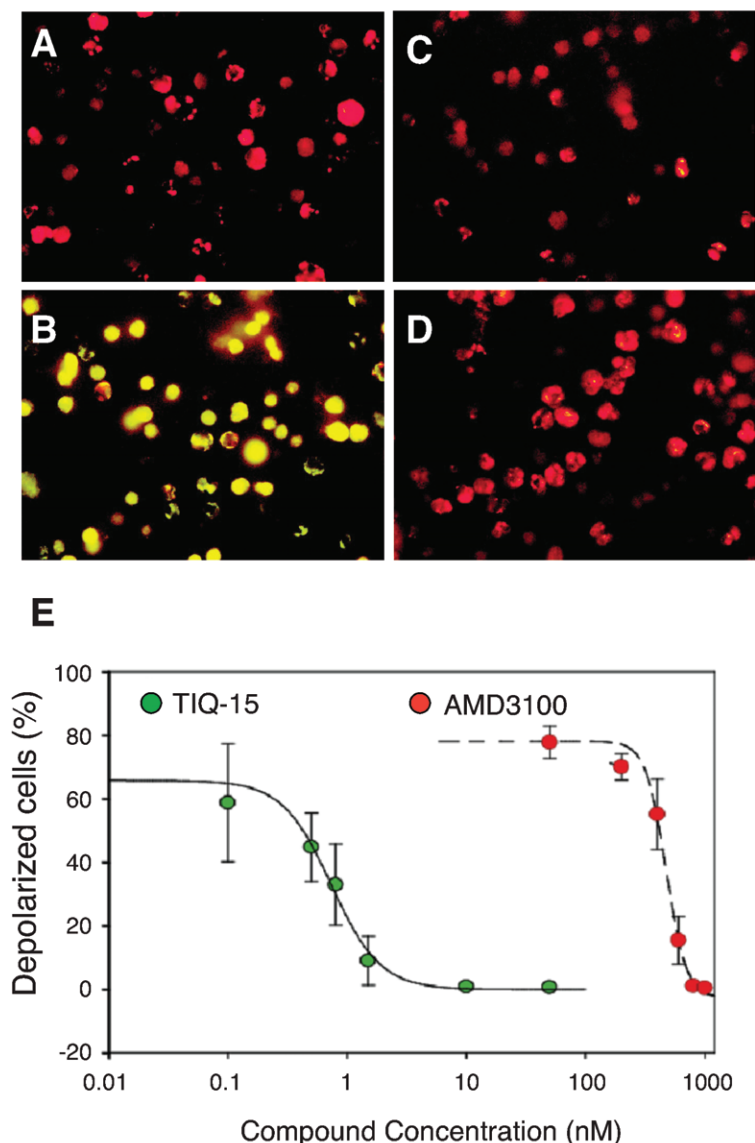 A
C
B
D
E
TIQ-15
AMD3100
Depolarized cells (%)
100
80
60
40
20
0
-20
0.01 0.1 1 10 100 1000
Compound Concentration (nM)